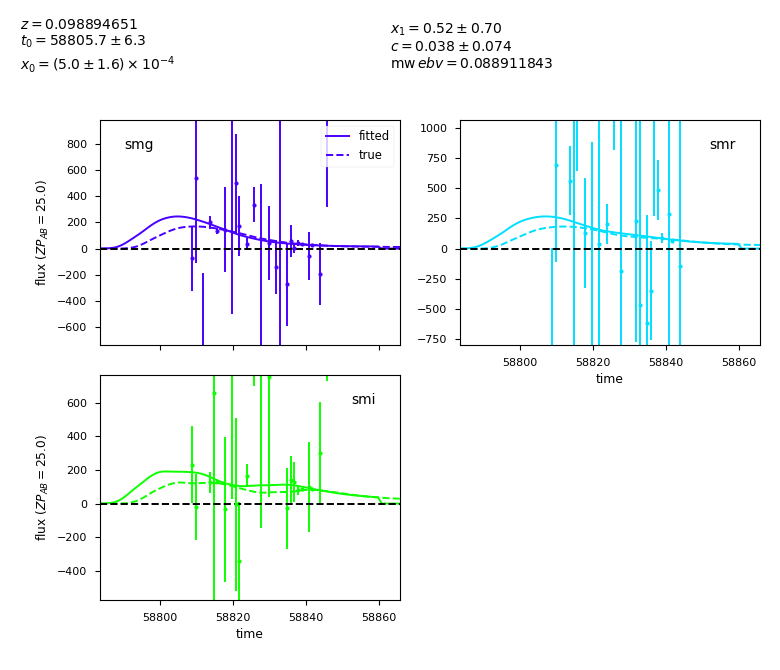 z = 0.098894651
t₀ = 58805.7 ± 6.3
x₀ = (5.0 ± 1.6) × 10⁻⁴
x₁ = 0.52 ± 0.70
c = 0.038 ± 0.074
mw ebv = 0.088911843
smg
fitted
true
800
600
400
200
0
−200
−400
−600
flux (ZP_AB = 25.0)
smr
1000
750
500
250
0
−250
−500
−750
58800 58820 58840 58860
time
smi
600
400
200
0
−200
−400
flux (ZP_AB = 25.0)
58800 58820 58840 58860
time